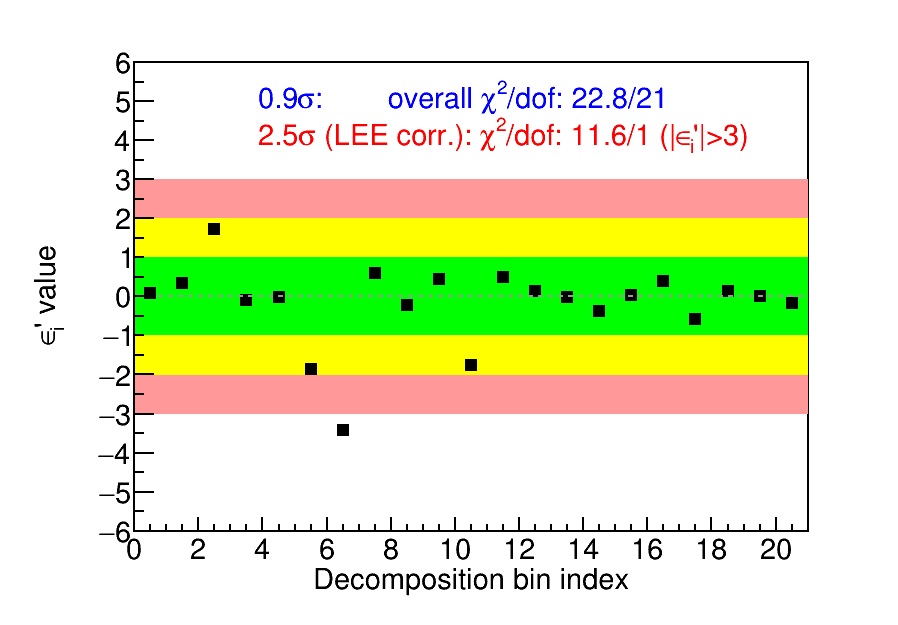 6
5
4
3
2
1
0
−1
−2
−3
−4
−5
−6
0.9σ: overall χ²/dof: 22.8/21
2.5σ (LEE corr.): χ²/dof: 11.6/1 (|ϵᵢ'|>3)
ϵᵢ' value
0 2 4 6 8 10 12 14 16 18 20
Decomposition bin index